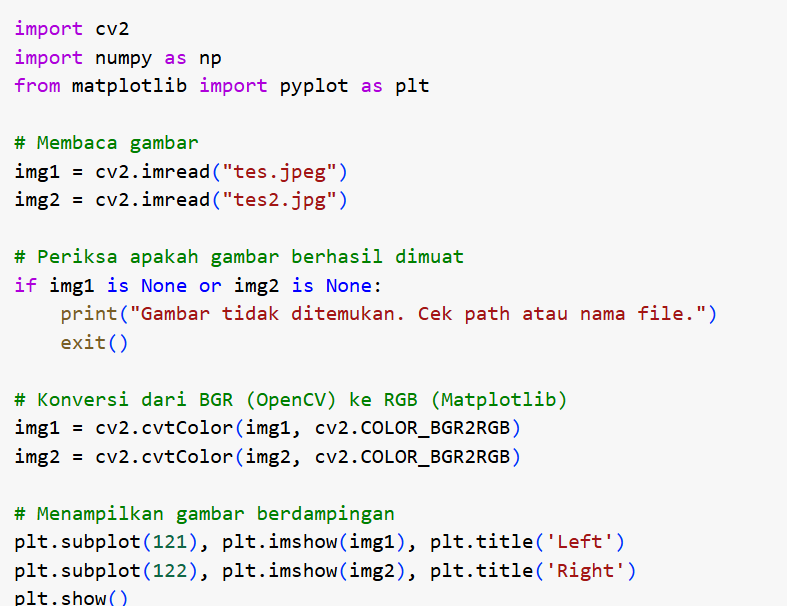 import cv2
import numpy as np
from matplotlib import pyplot as plt
# Membaca gambar
img1 = cv2.imread("tes.jpeg")
img2 = cv2.imread("tes2.jpg")
# Periksa apakah gambar berhasil dimuat
if img1 is None or img2 is None:
    print("Gambar tidak ditemukan. Cek path atau nama file.")
    exit()
# Konversi dari BGR (OpenCV) ke RGB (Matplotlib)
img1 = cv2.cvtColor(img1, cv2.COLOR_BGR2RGB)
img2 = cv2.cvtColor(img2, cv2.COLOR_BGR2RGB)
# Menampilkan gambar berdampingan
plt.subplot(121), plt.imshow(img1), plt.title('Left')
plt.subplot(122), plt.imshow(img2), plt.title('Right')
plt.show()